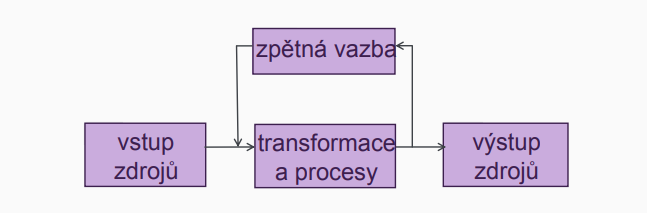 zpětná vazba
vstup
zdrojů
transformace
a procesy
výstup
zdrojů